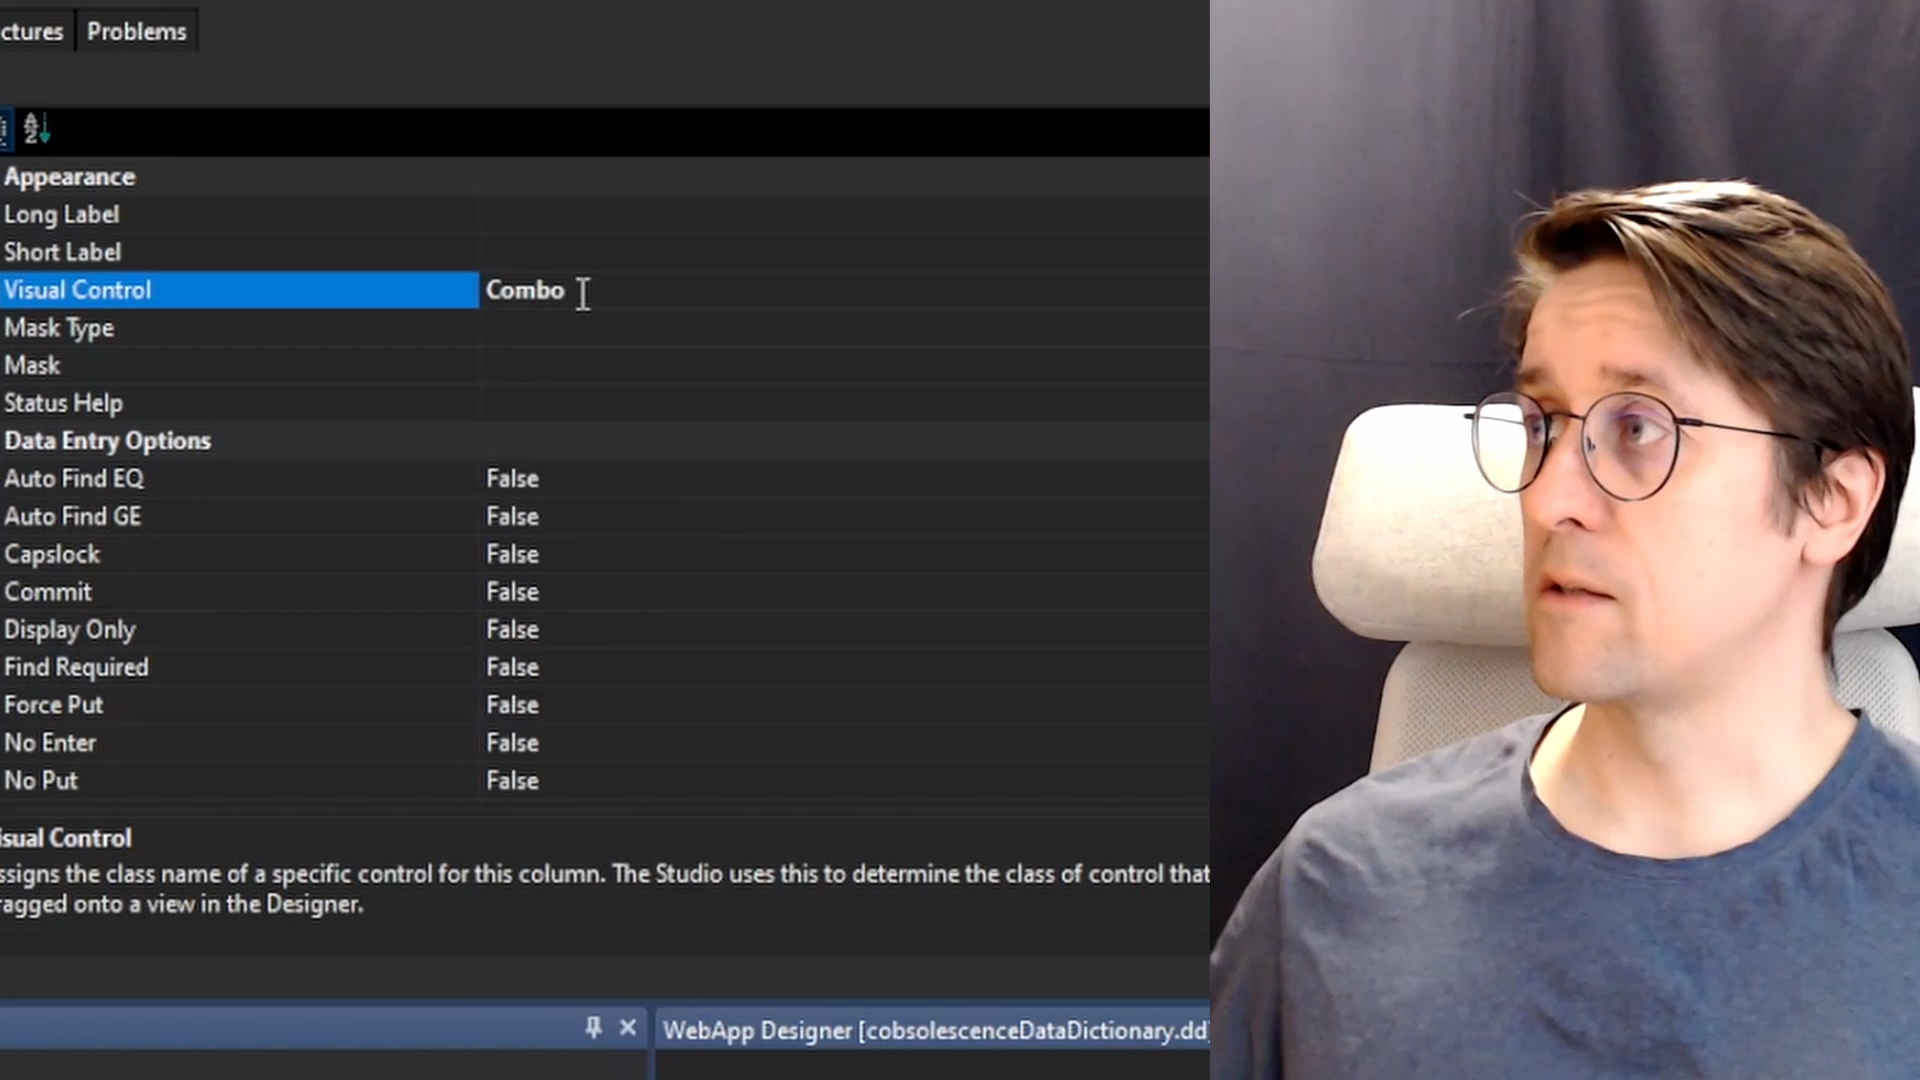 ctures Problems
Appearance
Long Label
Short Label
Visual Control Combo
Mask Type
Mask
Status Help
Data Entry Options
Auto Find EQ False
Auto Find GE False
Capslock False
Commit False
Display Only False
Find Required False
Force Put False
No Enter False
No Put False
isual Control
ssigns the class name of a specific control for this column. The Studio uses this to determine the class of control that
ragged onto a view in the Designer.
WebApp Designer [cobsolescenceDataDictionary.dd]